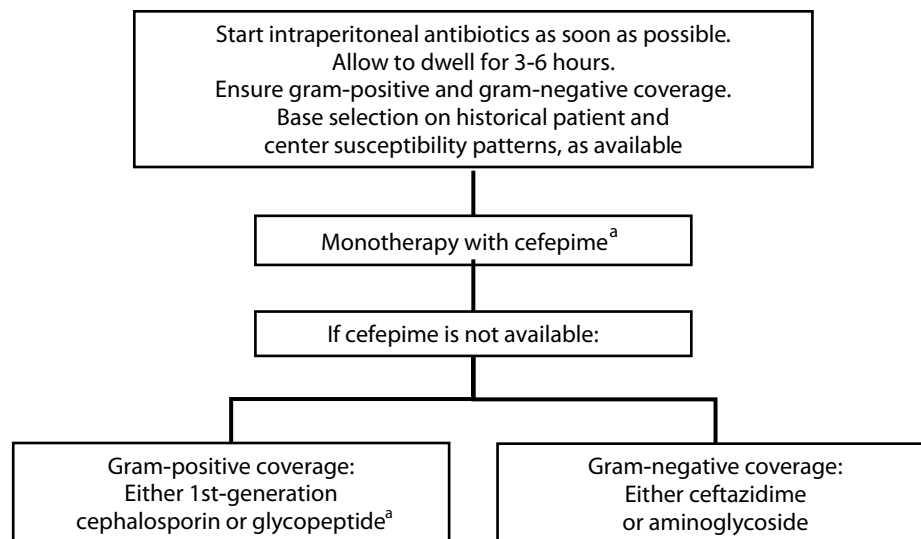 Start intraperitoneal antibiotics as soon as possible.
Allow to dwell for 3-6 hours.
Ensure gram-positive and gram-negative coverage.
Base selection on historical patient and
center susceptibility patterns, as available
Monotherapy with cefepimeª
If cefepime is not available:
Gram-positive coverage:
Either 1st-generation
cephalosporin or glycopeptideª
Gram-negative coverage:
Either ceftazidime
or aminoglycoside